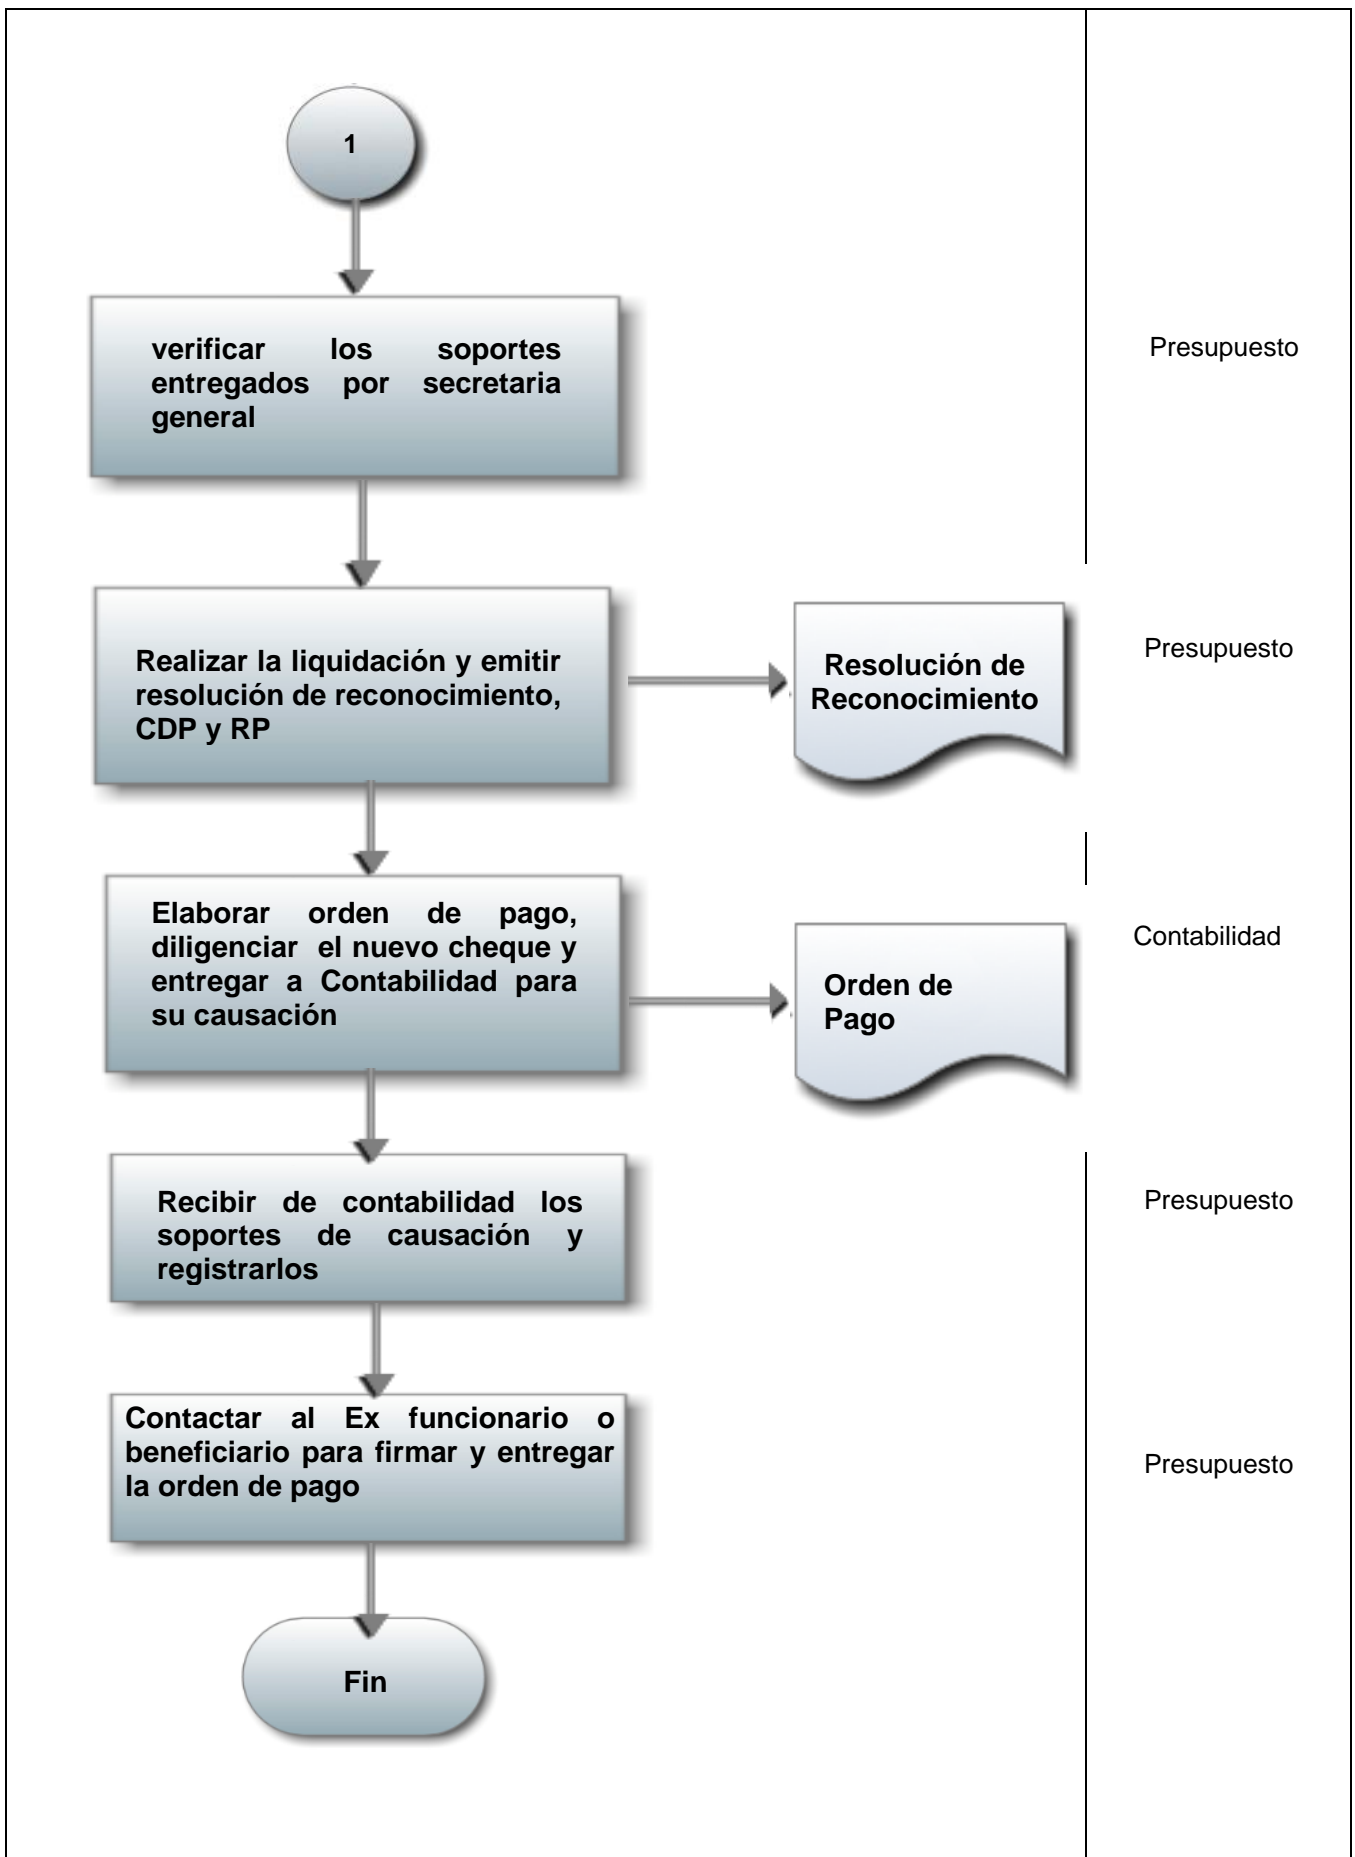 1
verificar los soportes
entregados por secretaria
general
Presupuesto
Realizar la liquidación y emitir
resolución de reconocimiento,
CDP y RP
Resolución de
Reconocimiento
Presupuesto
Elaborar orden de pago,
diligenciar el nuevo cheque y
entregar a Contabilidad para
su causación
Orden de
Pago
Contabilidad
Recibir de contabilidad los
soportes de causación y
registrarlos
Presupuesto
Contactar al Ex funcionario o
beneficiario para firmar y entregar
la orden de pago
Presupuesto
Fin